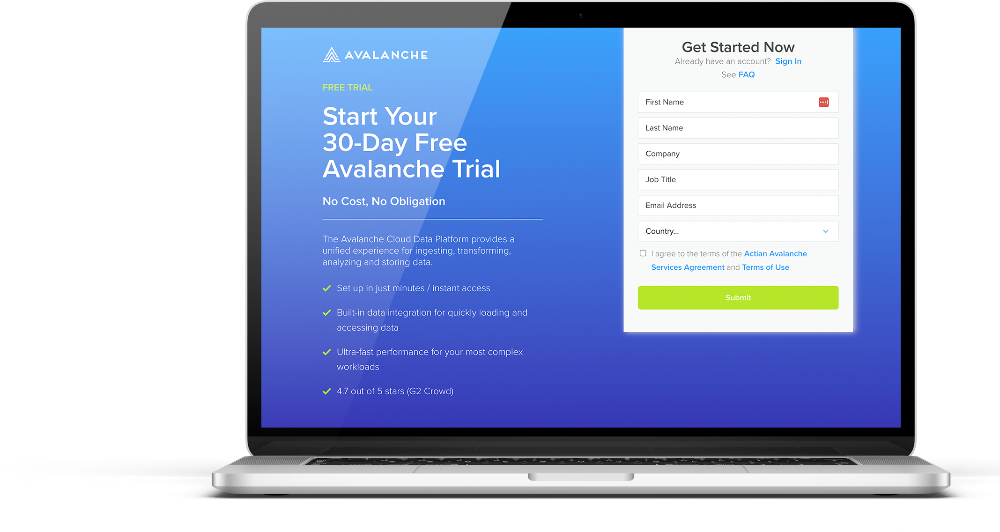 AVALANCHE
FREE TRIAL
Start Your
30-Day Free
Avalanche Trial
No Cost, No Obligation
The Avalanche Cloud Data Platform provides a
unified experience for ingesting, transforming,
analyzing and storing data.
Set up in just minutes / instant access
Built-in data integration for quickly loading and
accessing data
Ultra-fast performance for your most complex
workloads
4.7 out of 5 stars (G2 Crowd)
Get Started Now
Already have an account? Sign In
See FAQ
First Name
Last Name
Company
Job Title
Email Address
Country...
I agree to the terms of the Actian Avalanche
Services Agreement and Terms of Use
Submit